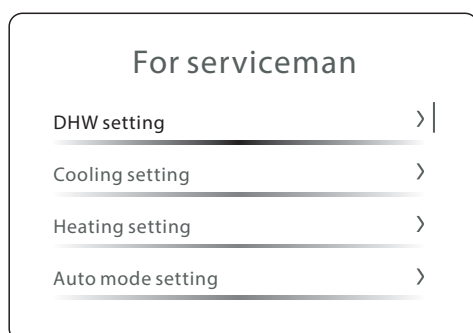 For serviceman
DHW setting
Cooling setting
Heating setting
Auto mode setting